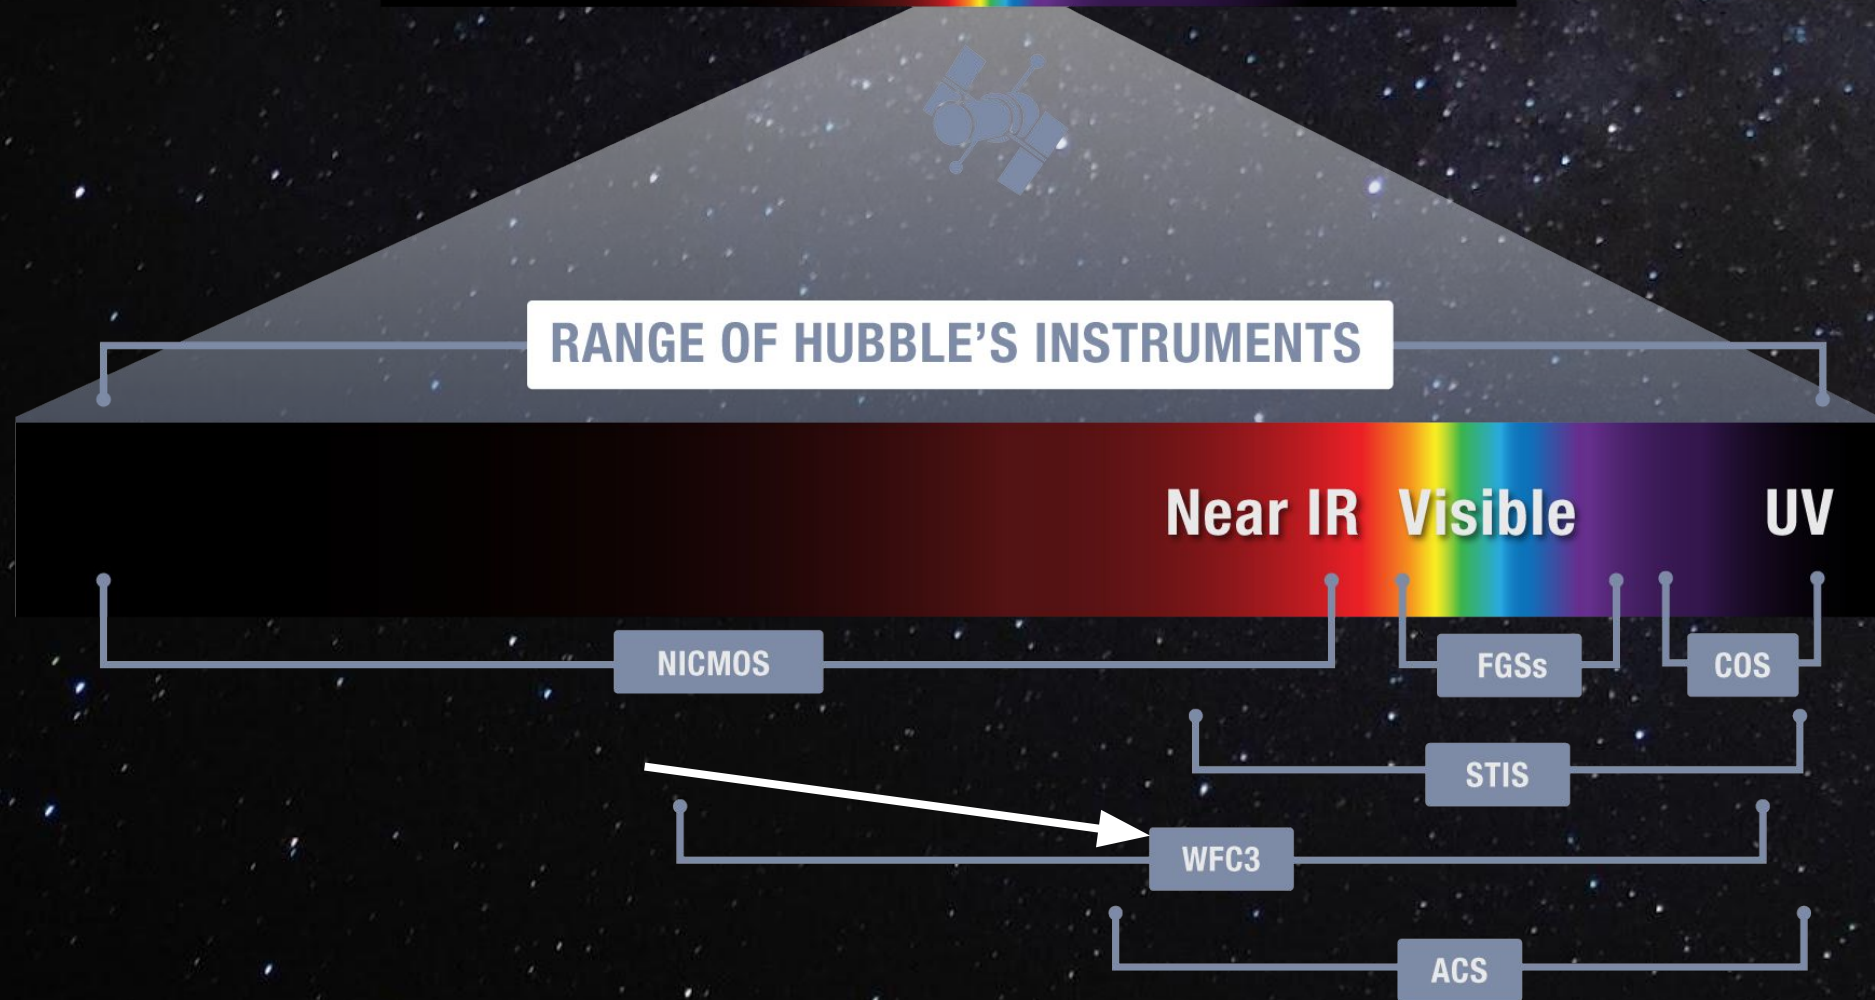 RANGE OF HUBBLE’S INSTRUMENTS
Near IR Visible UV
NICMOS FGSs COS
STIS
WFC3
ACS